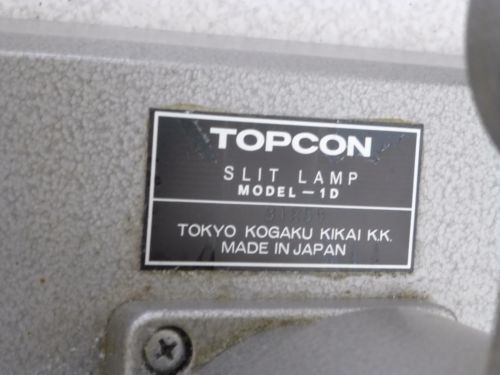 TOPCON
SLIT LAMP
MODEL-1D
TOKYO KOGAKU KIKAI K.K.
MADE IN JAPAN